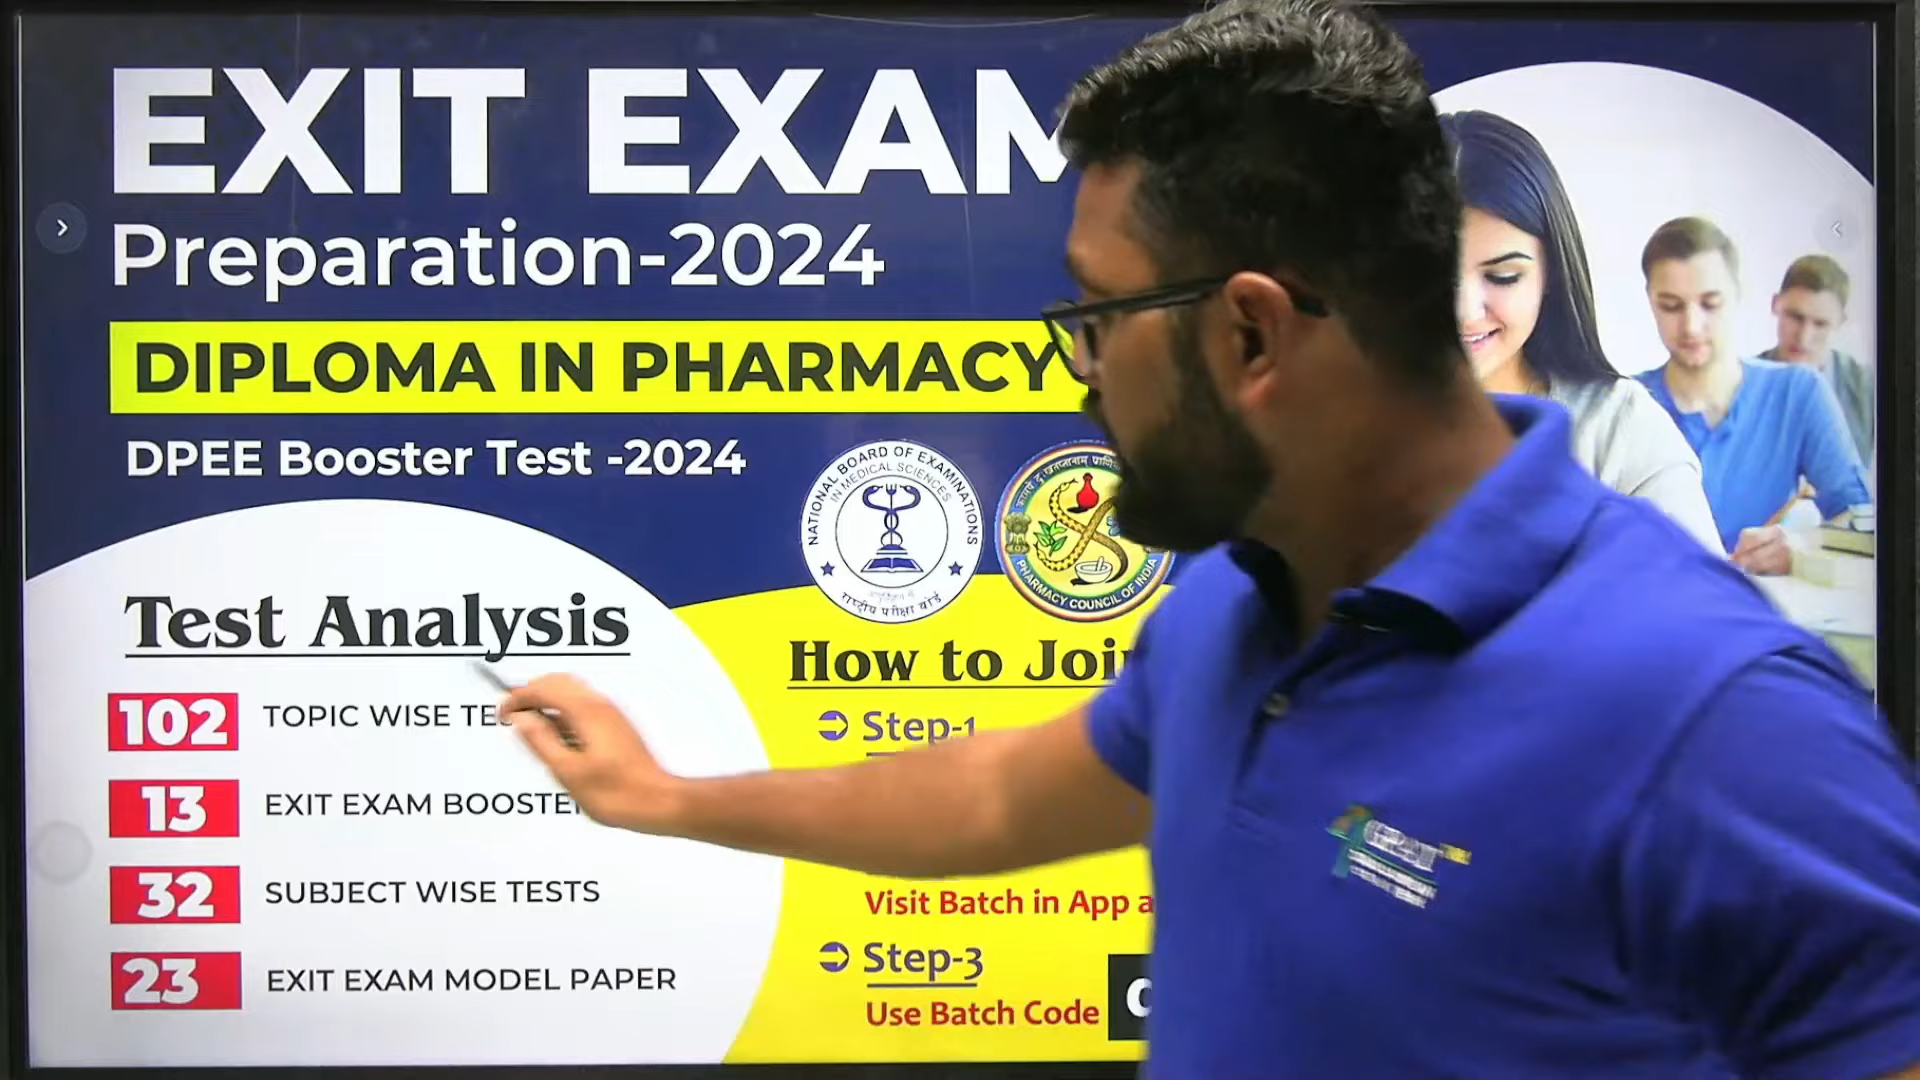 EXIT EXAM
Preparation-2024
DIPLOMA IN PHARMACY
DPEE Booster Test -2024
NATIONAL BOARD OF EXAMINATIONS
IN MEDICAL SCIENCES
राष्ट्रीय परीक्षा बोर्ड
PHARMACY COUNCIL OF INDIA
Test Analysis
102 TOPIC WISE TES
13 EXIT EXAM BOOSTE
32 SUBJECT WISE TESTS
23 EXIT EXAM MODEL PAPER
How to Joi
Step-1
Visit Batch in App a
Step-3
Use Batch Code